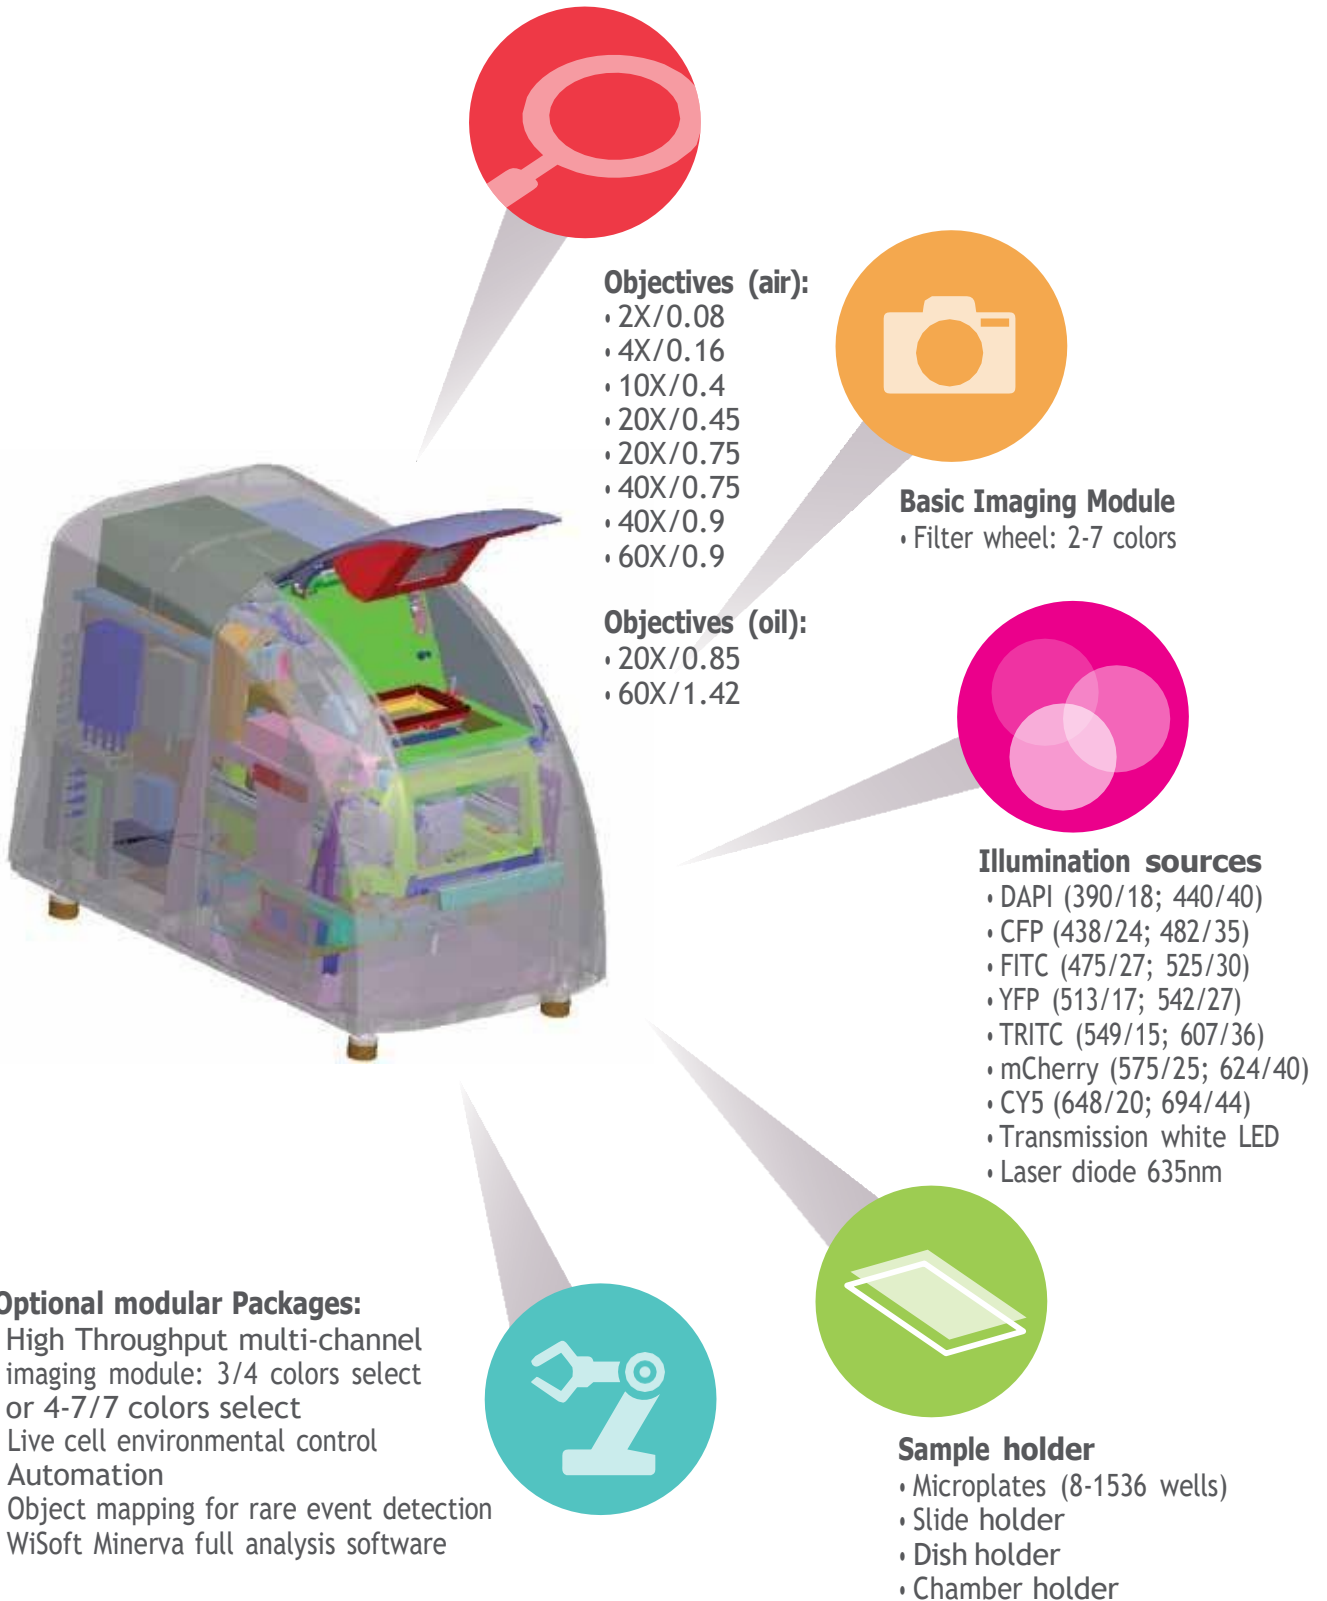 Objectives (air):
• 2X/0.08
• 4X/0.16
• 10X/0.4
• 20X/0.45
• 20X/0.75
• 40X/0.75
• 40X/0.9
• 60X/0.9
Objectives (oil):
• 20X/0.85
• 60X/1.42
Basic Imaging Module
• Filter wheel: 2-7 colors
Illumination sources
• DAPI (390/18; 440/40)
• CFP (438/24; 482/35)
• FITC (475/27; 525/30)
• YFP (513/17; 542/27)
• TRITC (549/15; 607/36)
• mCherry (575/25; 624/40)
• CY5 (648/20; 694/44)
• Transmission white LED
• Laser diode 635nm
Optional modular Packages:
High Throughput multi-channel
imaging module: 3/4 colors select
or 4-7/7 colors select
Live cell environmental control
Automation
Object mapping for rare event detection
WiSoft Minerva full analysis software
Sample holder
• Microplates (8-1536 wells)
• Slide holder
• Dish holder
• Chamber holder